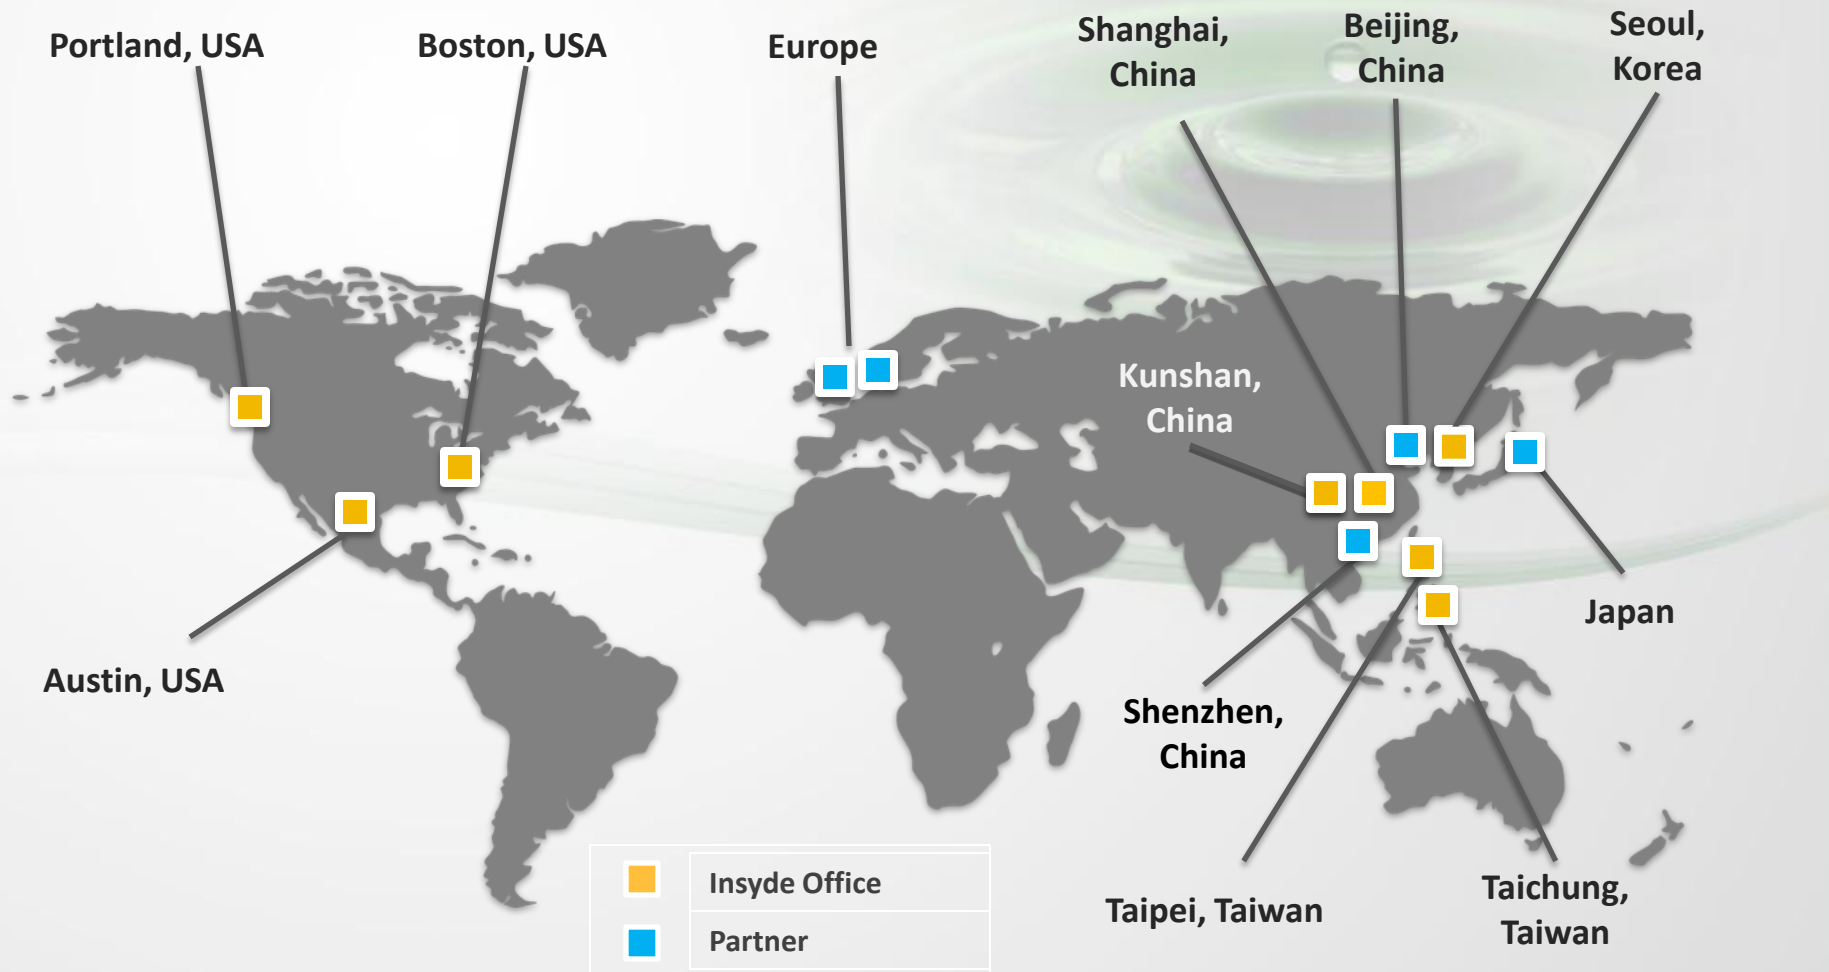 Portland, USA
Boston, USA
Europe
Shanghai,
China
Beijing,
China
Seoul,
Korea
Kunshan,
China
Austin, USA
Japan
Shenzhen,
China
Taipei, Taiwan
Taichung,
Taiwan
Insyde Office
Partner